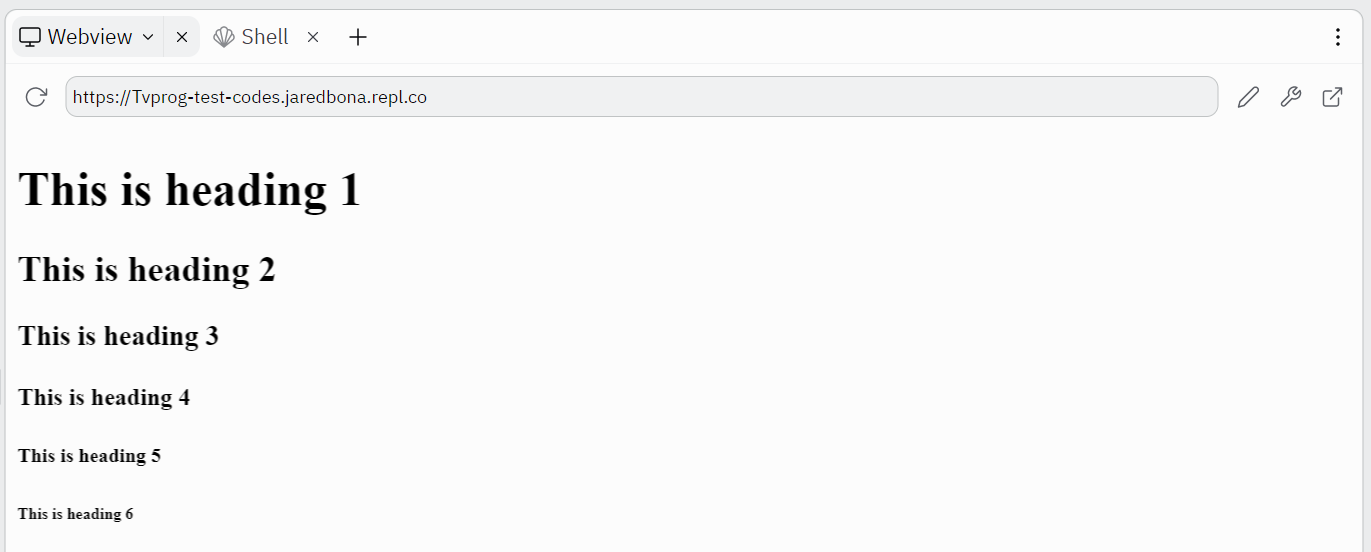 Webview Shell
https://Tvprog-test-codes.jaredbona.repl.co
This is heading 1
This is heading 2
This is heading 3
This is heading 4
This is heading 5
This is heading 6